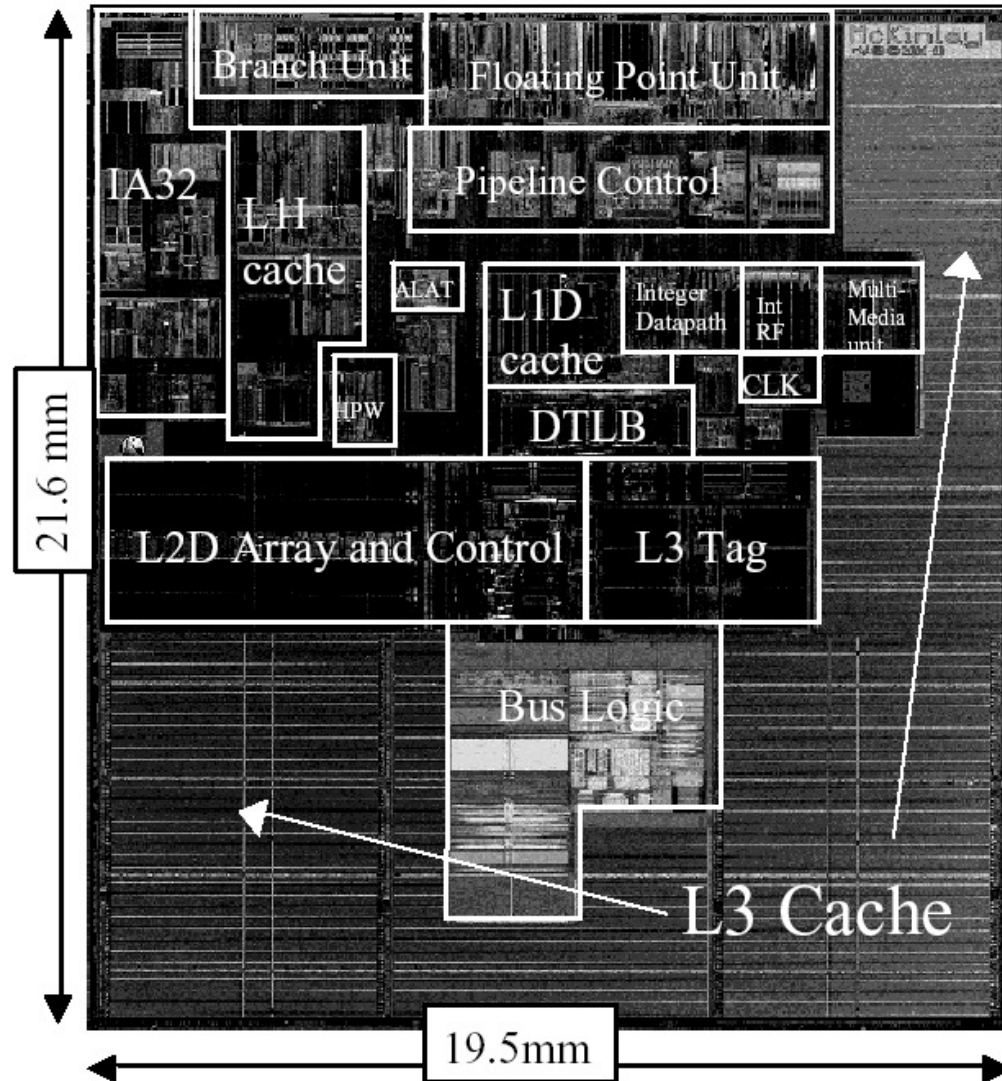 McKinley
Branch Unit
Floating Point Unit
IA32
L1I
cache
Pipeline Control
ALAT
L1D
cache
Integer
Datapath
Int
RF
Multi-
Media
unit
HPW
CLK
DTLB
21.6 mm
L2D Array and Control
L3 Tag
Bus Logic
L3 Cache
19.5mm